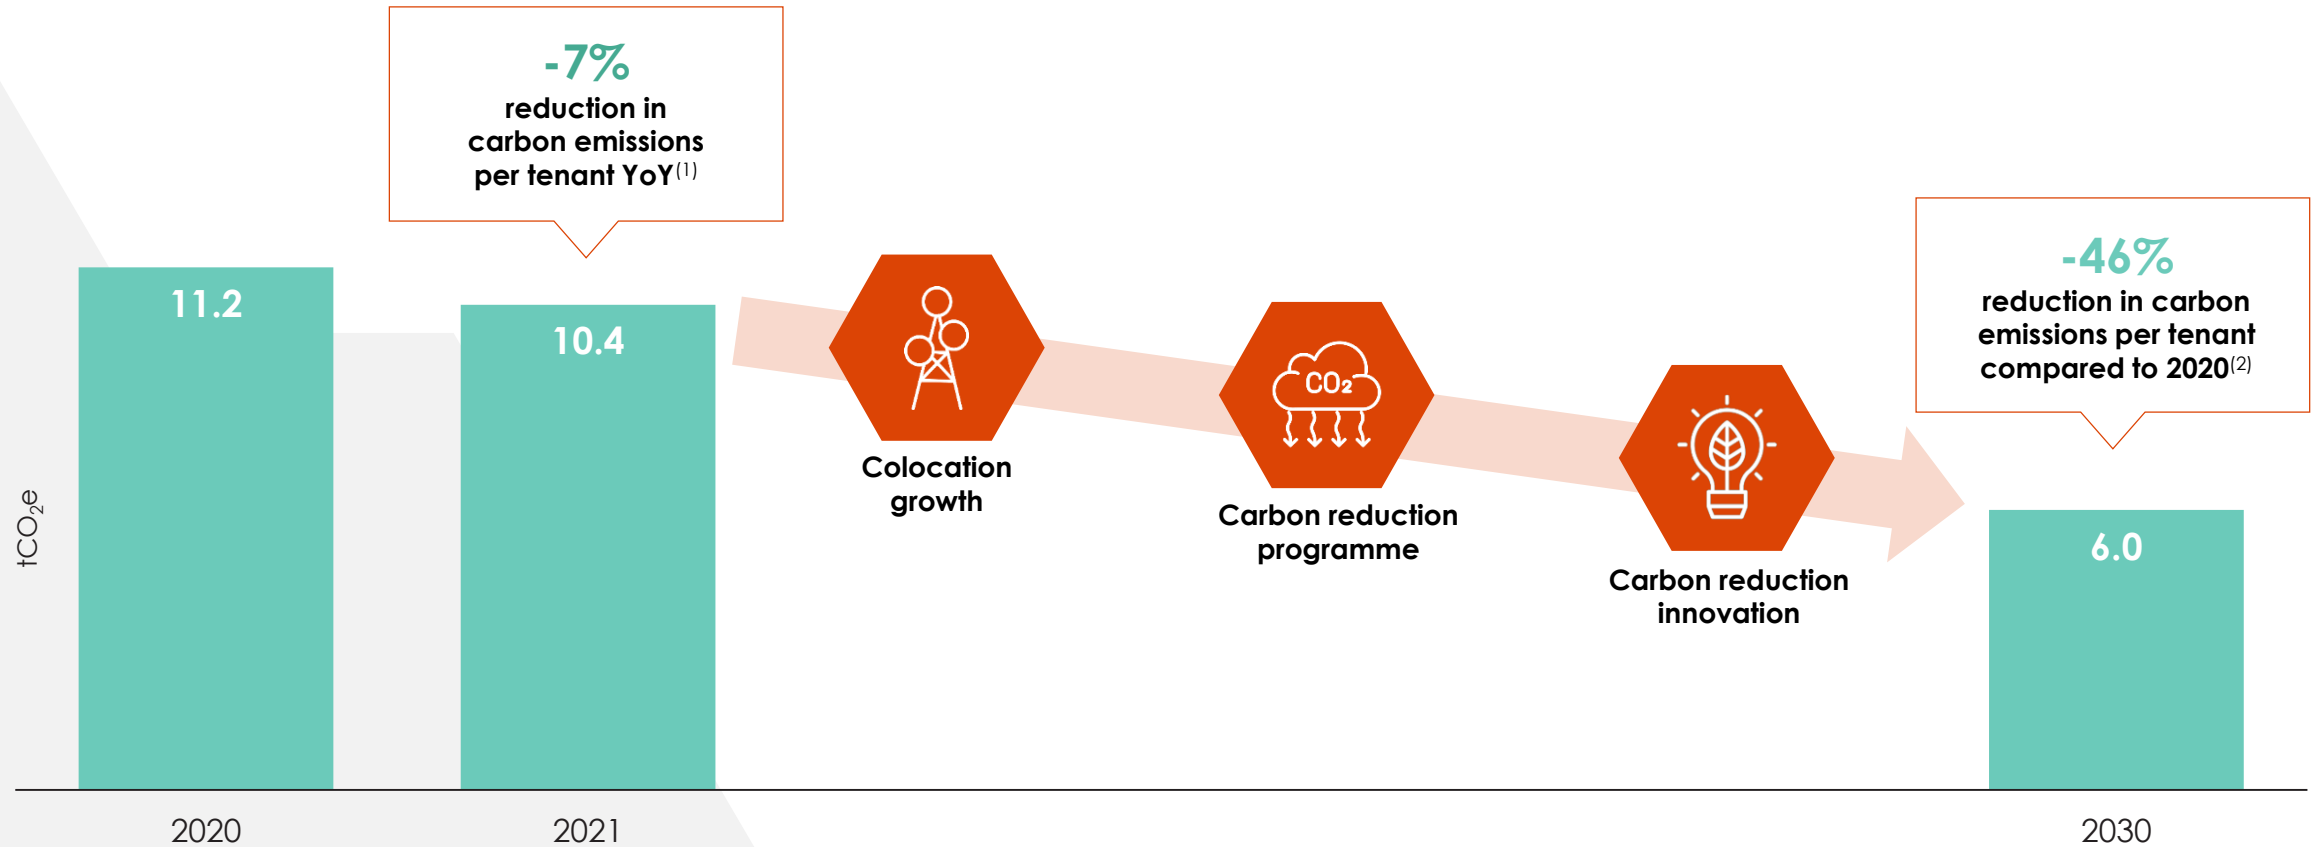 -7%
reduction in
carbon emissions
per tenant YoY(1)
-46%
reduction in carbon
emissions per tenant
compared to 2020(2)
11.2
10.4
CO2
6.0
Colocation
growth
Carbon reduction
programme
Carbon reduction
innovation
tCO₂e
2020
2021
2030